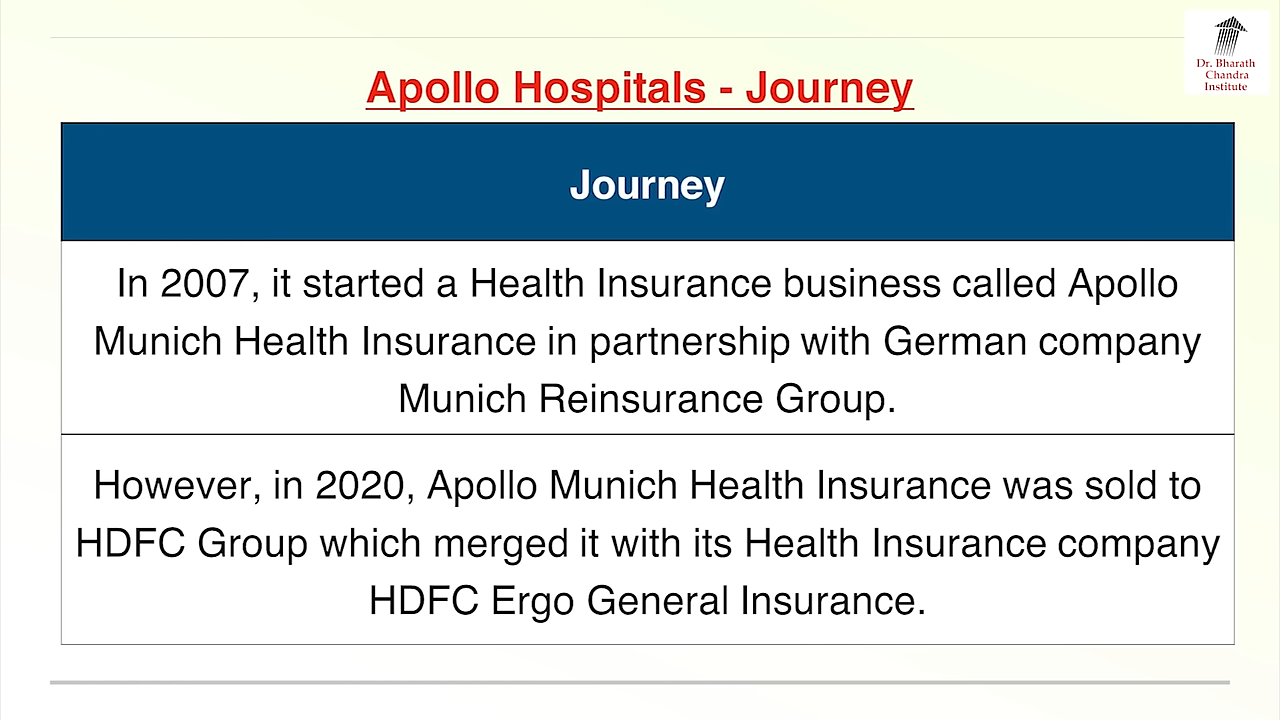 Dr. Bharath
Chandra
Institute
Apollo Hospitals - Journey
Journey
In 2007, it started a Health Insurance business called Apollo
Munich Health Insurance in partnership with German company
Munich Reinsurance Group.
However, in 2020, Apollo Munich Health Insurance was sold to
HDFC Group which merged it with its Health Insurance company
HDFC Ergo General Insurance.